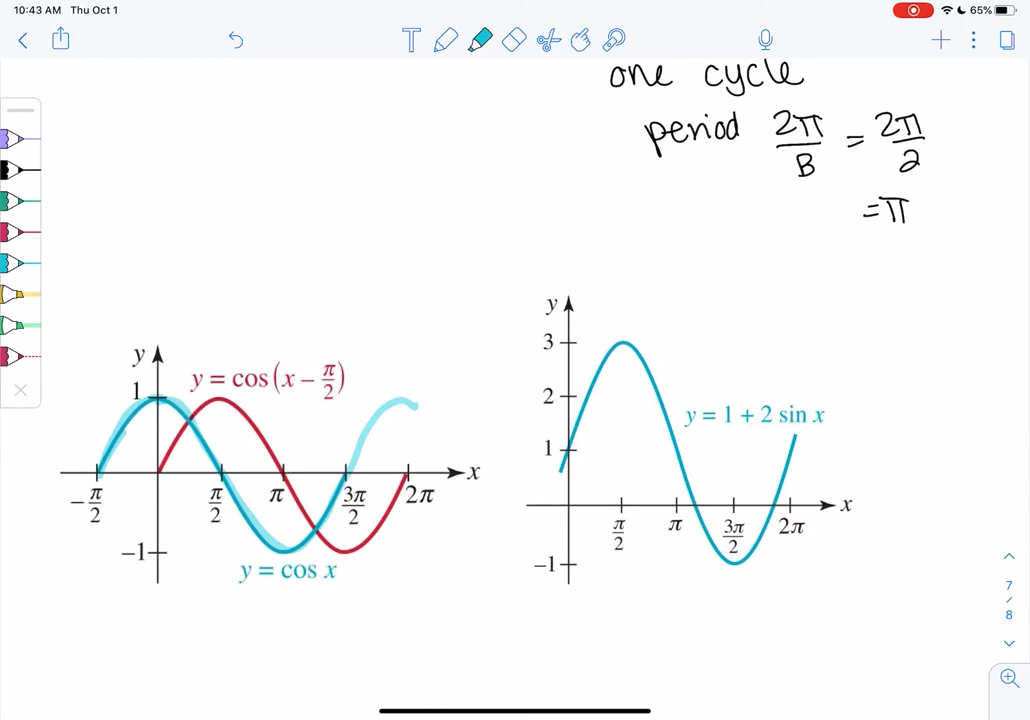 10:43 AM Thu Oct 1
65%
T
one cycle
period 2π/B = 2π/2
= π
y
1
y = cos(x − π/2)
x
−π/2
π/2
π
3π/2
2π
−1
y = cos x
y
3
2
1
y = 1 + 2 sin x
x
π/2
π
3π/2
2π
−1
7
/
8